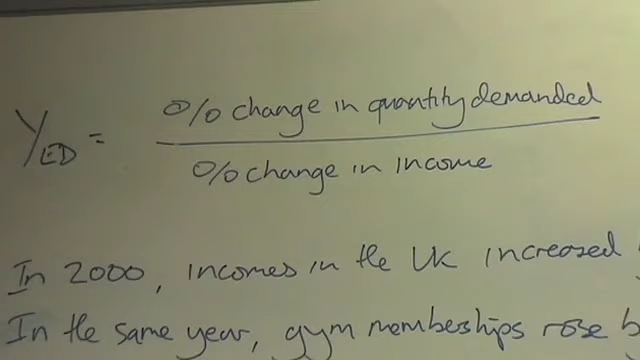 YED = % change in quantity demanded
% change in income
In 2000, incomes in the UK increased
In the same year, gym memberships rose